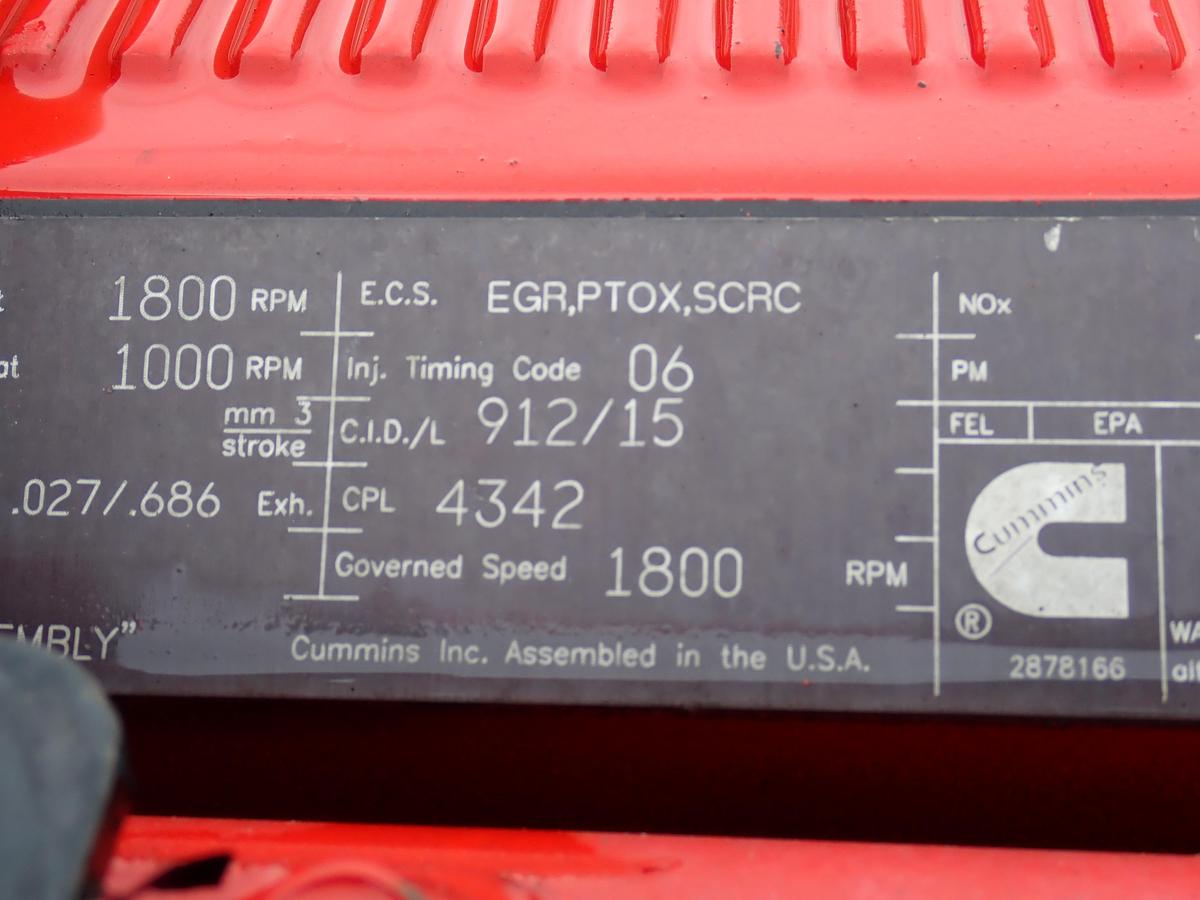 1800 RPM
1000 RPM
mm 3
stroke
.027/.686 Exh.
EMBLY”
E.C.S. EGR,PTOX,SCRC
Inj. Timing Code 06
C.I.D./L 912/15
CPL 4342
Governed Speed 1800 RPM
Cummins Inc. Assembled in the U.S.A.
NOx
PM
FEL EPA
Cummins
®
2878166